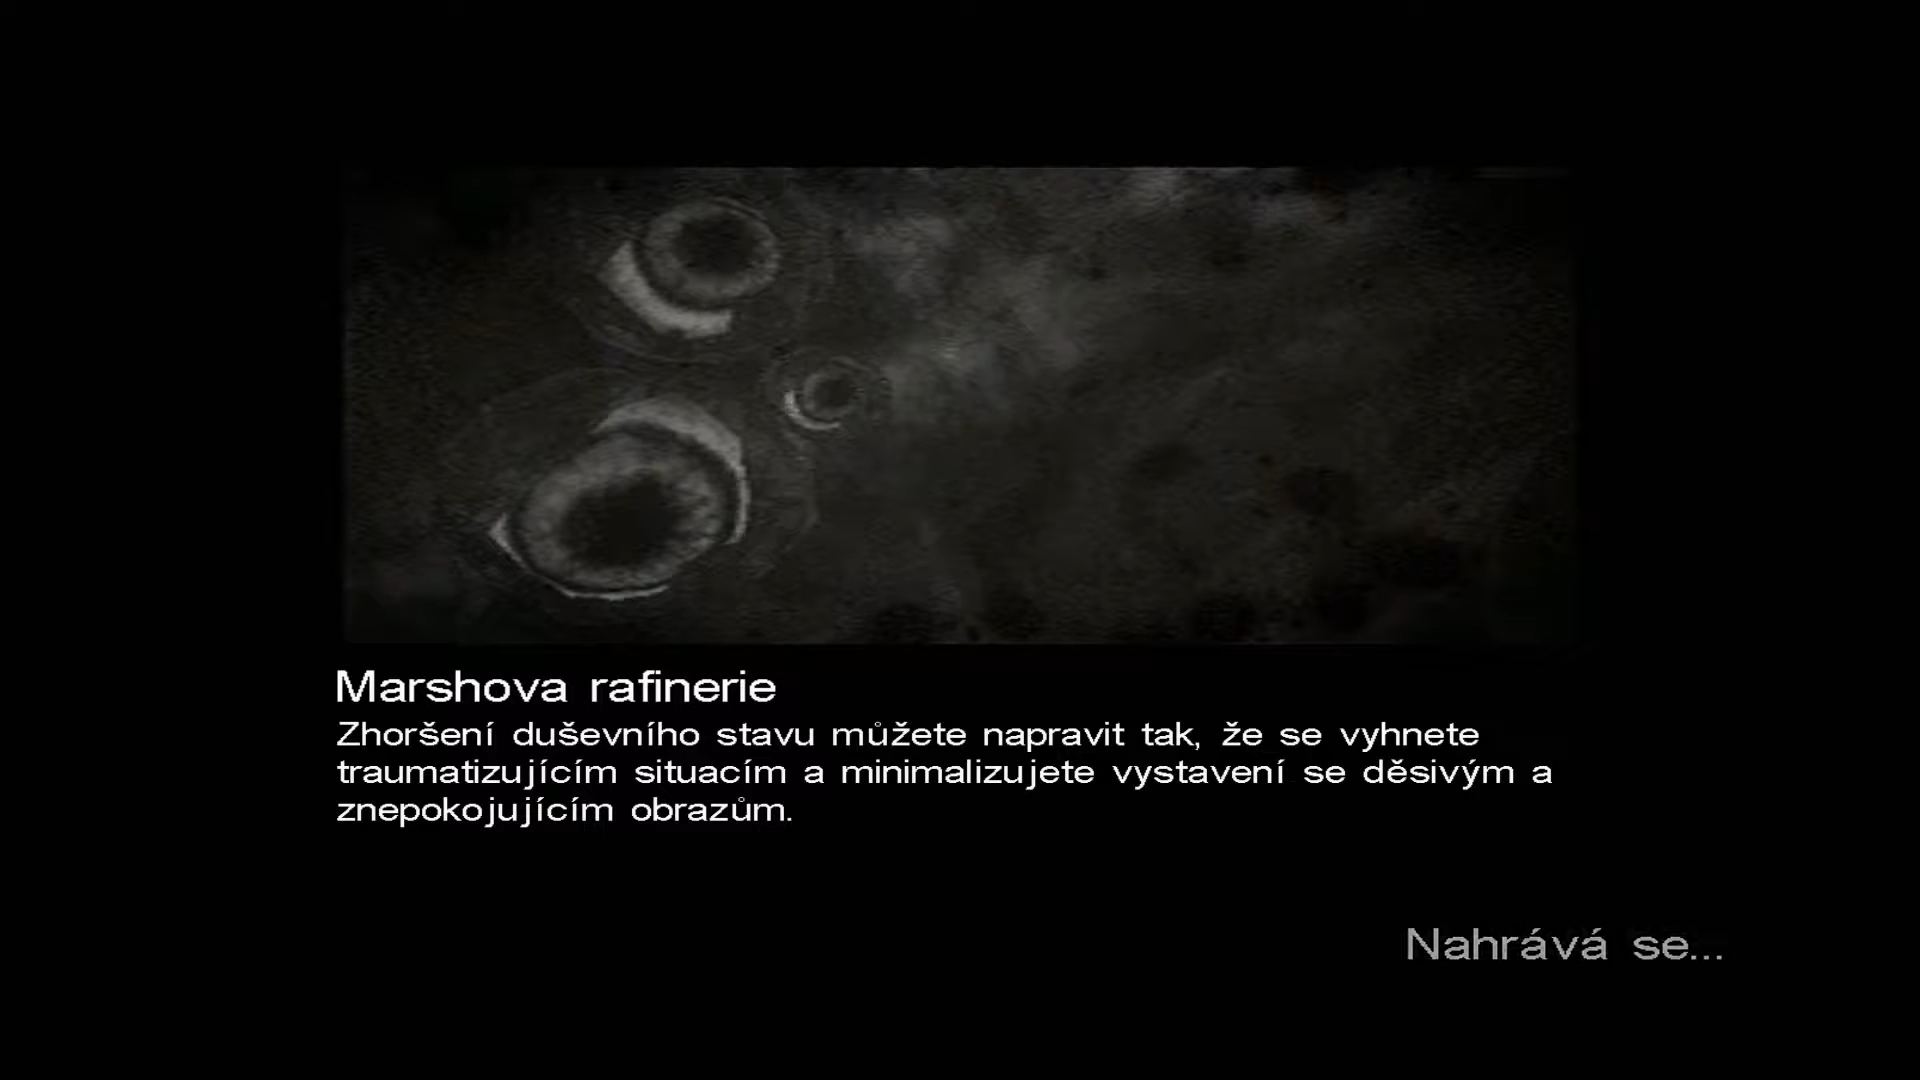 Marshova rafinerie
Zhoršení duševního stavu můžete napravit tak, že se vyhnete
traumatizujícím situacím a minimalizujete vystavení se děsivým a
znepokojujícím obrazům.
Nahrává se...